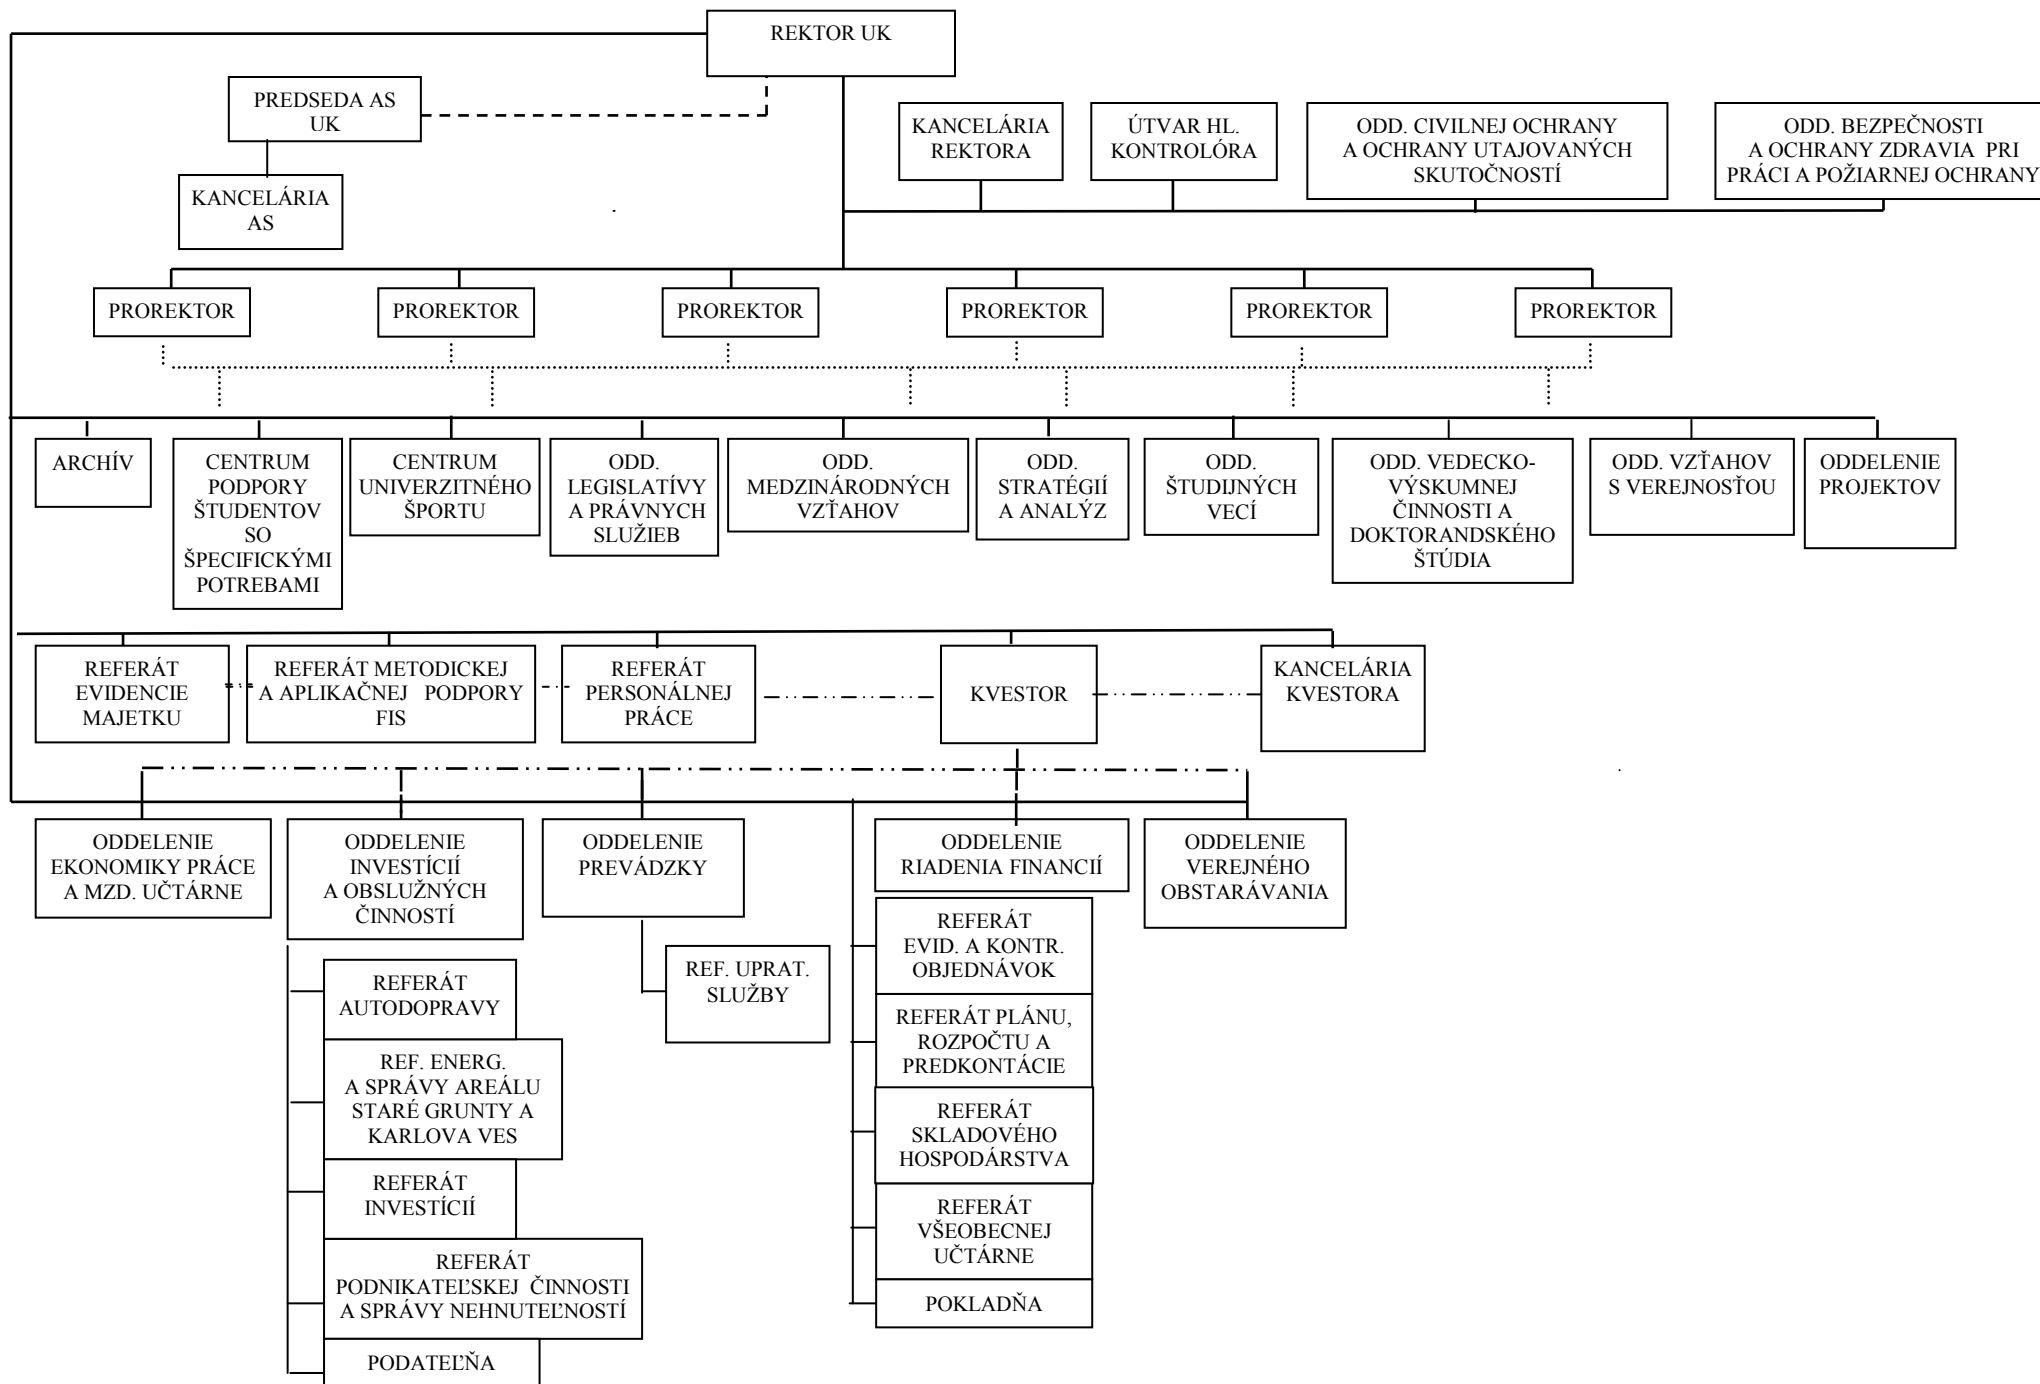 REKTOR UK
PREDSEDA AS
UK
KANCELÁRIA
AS
KANCELÁRIA
REKTORA
ÚTVAR HL.
KONTROLÓRA
ODD. CIVILNEJ OCHRANY
A OCHRANY UTAJOVANÝCH
SKUTOČNOSTÍ
ODD. BEZPEČNOSTI
A OCHRANY ZDRAVIA PRI
PRÁCI A POŽIARNEJ OCHRANY
PROREKTOR
PROREKTOR
PROREKTOR
PROREKTOR
PROREKTOR
PROREKTOR
ARCHÍV
CENTRUM
PODPORY
ŠTUDENTOV
SO
ŠPECIFICKÝMI
POTREBAMI
CENTRUM
UNIVERZITNÉHO
ŠPORTU
ODD.
LEGISLATÍVY
A PRÁVNYCH
SLUŽIEB
ODD.
MEDZINÁRODNÝCH
VZŤAHOV
ODD.
STRATÉGIÍ
A ANALÝZ
ODD.
ŠTUDIJNÝCH
VECÍ
ODD. VEDECKO-
VÝSKUMNEJ
ČINNOSTI A
DOKTORANDSKÉHO
ŠTÚDIA
ODD. VZŤAHOV
S VEREJNOSŤOU
ODDELENIE
PROJEKTOV
REFERÁT
EVIDENCIE
MAJETKU
REFERÁT METODICKEJ
A APLIKAČNEJ PODPORY
FIS
REFERÁT
PERSONÁLNEJ
PRÁCE
KVESTOR
KANCELÁRIA
KVESTORA
ODDELENIE
EKONOMIKY PRÁCE
A MZD. UČTÁRNE
ODDELENIE
INVESTÍCIÍ
A OBSLUŽNÝCH
ČINNOSTÍ
ODDELENIE
PREVÁDZKY
ODDELENIE
RIADENIA FINANCIÍ
ODDELENIE
VEREJNÉHO
OBSTARÁVANIA
REFERÁT
AUTODOPRAVY
REF. ENERG.
A SPRÁVY AREÁLU
STARÉ GRUNTY A
KARLOVA VES
REFERÁT
INVESTÍCIÍ
REFERÁT
PODNIKATEĽSKEJ ČINNOSTI
A SPRÁVY NEHNUTEĽNOSTÍ
PODATEĽŇA
REF. UPRAT.
SLUŽBY
REFERÁT
EVID. A KONTR.
OBJEDNÁVOK
REFERÁT PLÁNU,
ROZPOČTU A
PREDKONTÁCIE
REFERÁT
SKLADOVÉHO
HOSPODÁRSTVA
REFERÁT
VŠEOBECNEJ
UČTÁRNE
POKLADŇA